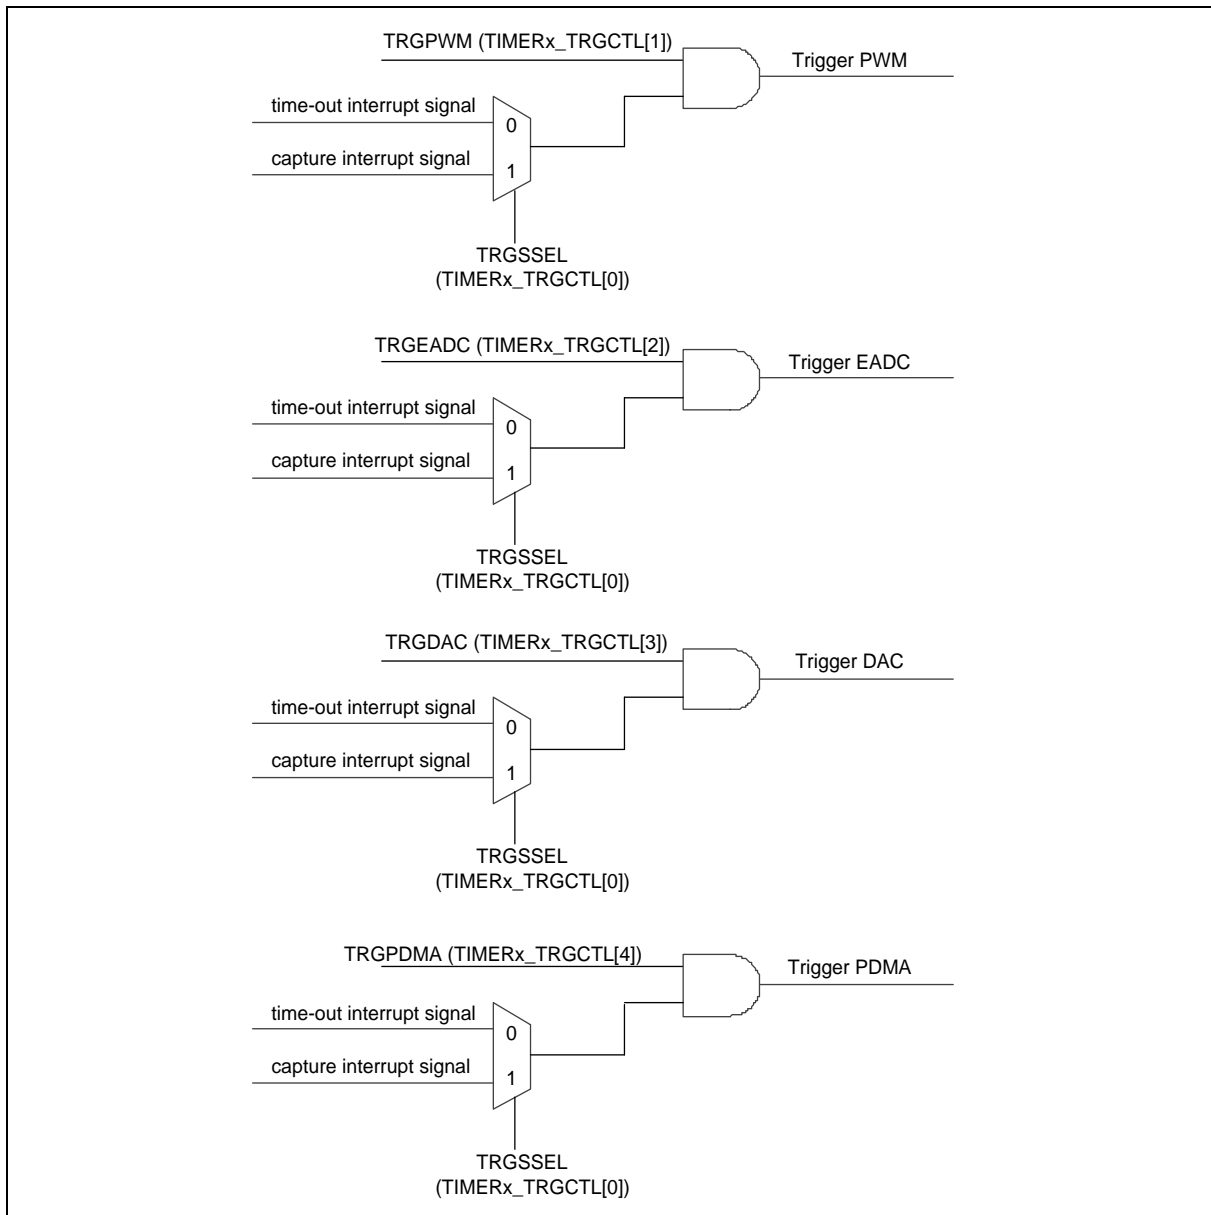 TRGPWM (TIMERx_TRGCTL[1])
Trigger PWM
time-out interrupt signal
0
capture interrupt signal
1
TRGSSEL
(TIMERx_TRGCTL[0])
TRGEADC (TIMERx_TRGCTL[2])
Trigger EADC
time-out interrupt signal
0
capture interrupt signal
1
TRGSSEL
(TIMERx_TRGCTL[0])
TRGDAC (TIMERx_TRGCTL[3])
Trigger DAC
time-out interrupt signal
0
capture interrupt signal
1
TRGSSEL
(TIMERx_TRGCTL[0])
TRGPDMA (TIMERx_TRGCTL[4])
Trigger PDMA
time-out interrupt signal
0
capture interrupt signal
1
TRGSSEL
(TIMERx_TRGCTL[0])